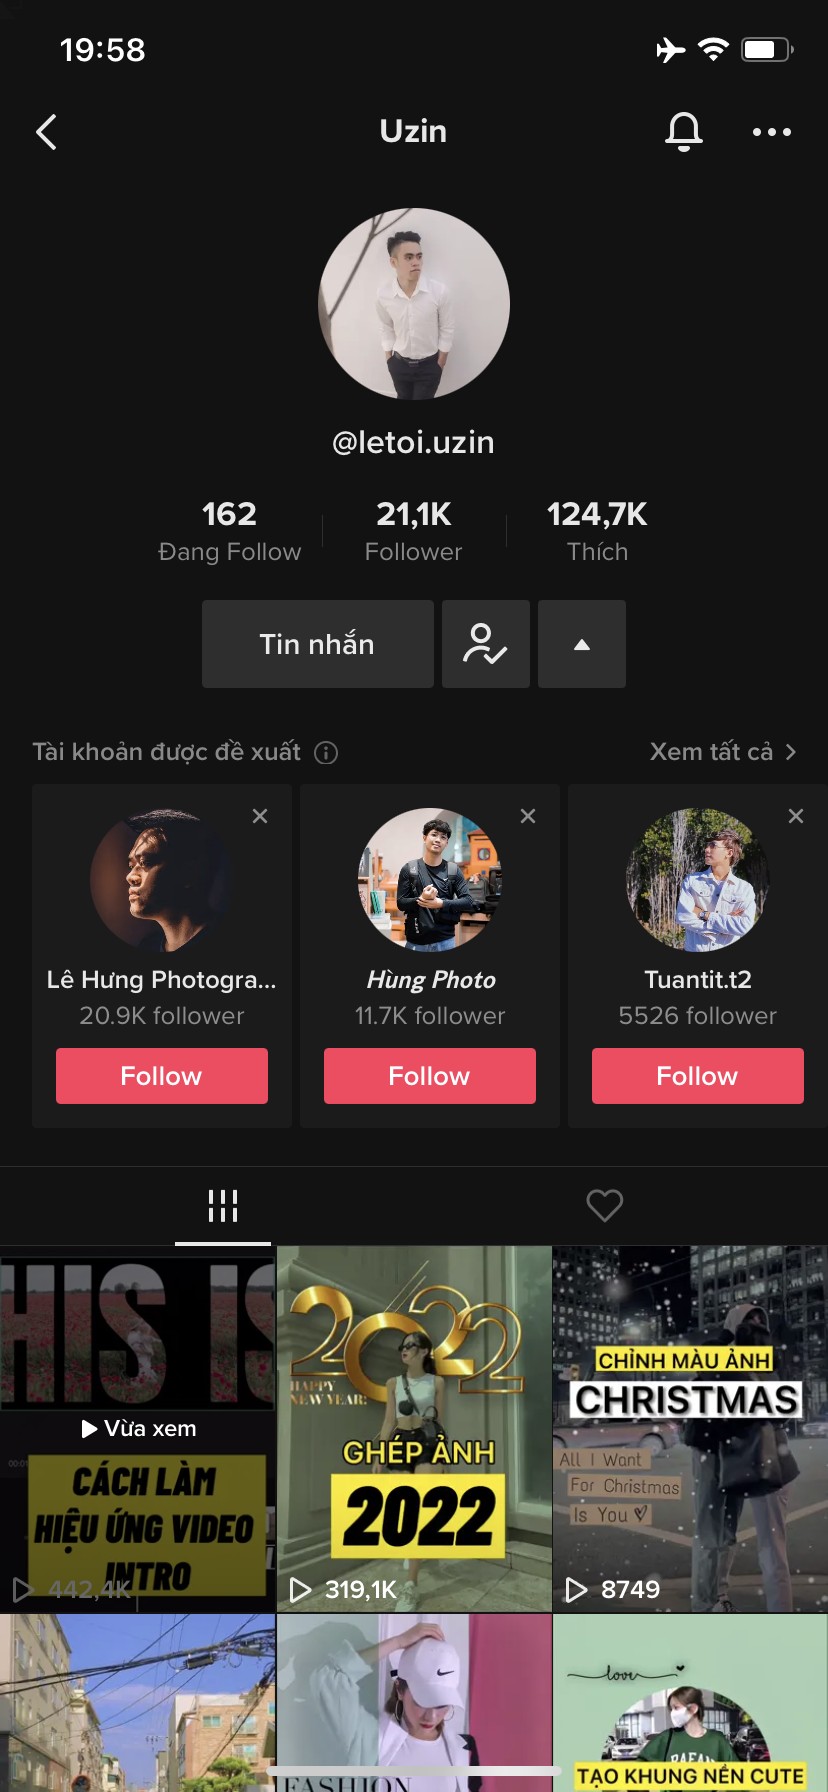 19:58
Uzin
@letoi.uzin
162
Đang Follow
21,1K
Follower
124,7K
Thích
Tin nhắn
Tài khoản được đề xuất
Xem tất cả
Lê Hưng Photogra...
20.9K follower
Follow
Hùng Photo
11.7K follower
Follow
Tuantit.t2
5526 follower
Follow
HIS IS
Vừa xem
CÁCH LÀM
HIỆU ỨNG VIDEO
INTRO
442,4K
2022
HAPPY
NEW YEAR!
GHÉP ẢNH
2022
319,1K
CHỈNH MÀU ẢNH
CHRISTMAS
All I Want
For Christmas
Is You
8749
FASHION
love
TẠO KHUNG NỀN CUTE